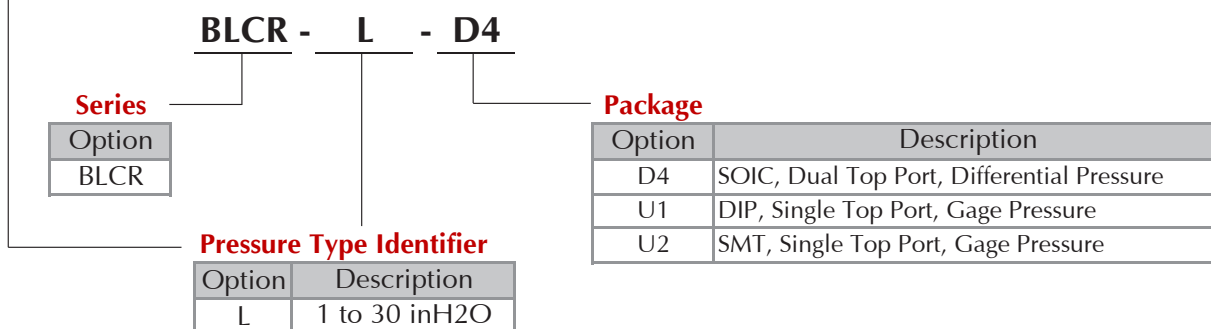 BLCR - L - D4
Series
Option
BLCR
Package
Option Description
D4 SOIC, Dual Top Port, Differential Pressure
U1 DIP, Single Top Port, Gage Pressure
U2 SMT, Single Top Port, Gage Pressure
Pressure Type Identifier
Option Description
L 1 to 30 inH2O